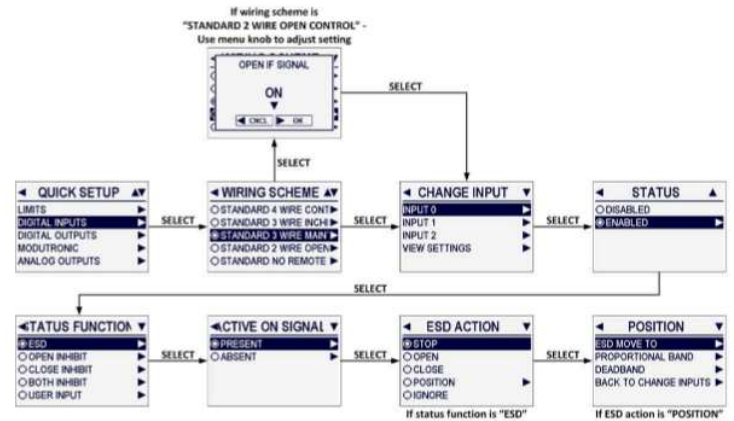 If wiring scheme is
"STANDARD 2 WIRE OPEN CONTROL" -
Use menu knob to adjust setting
OPEN IF SIGNAL
ON
CNCL OK
SELECT
SELECT
QUICK SETUP
LIMITS
DIGITAL INPUTS
DIGITAL OUTPUTS
MODUTRONIC
ANALOG OUTPUTS
SELECT
WIRING SCHEME
STANDARD 4 WIRE CONT
STANDARD 3 WIRE INCHI
STANDARD 3 WIRE MAIN
STANDARD 2 WIRE OPEN
STANDARD NO REMOTE
SELECT
CHANGE INPUT
INPUT 0
INPUT 1
INPUT 2
VIEW SETTINGS
SELECT
STATUS
DISABLED
ENABLED
SELECT
STATUS FUNCTION
ESD
OPEN INHIBIT
CLOSE INHIBIT
BOTH INHIBIT
USER INPUT
SELECT
ACTIVE ON SIGNAL
PRESENT
ABSENT
SELECT
ESD ACTION
STOP
OPEN
CLOSE
POSITION
IGNORE
If status function is "ESD"
SELECT
POSITION
ESD MOVE TO
PROPORTIONAL BAND
DEADBAND
BACK TO CHANGE INPUTS
If ESD action is "POSITION"